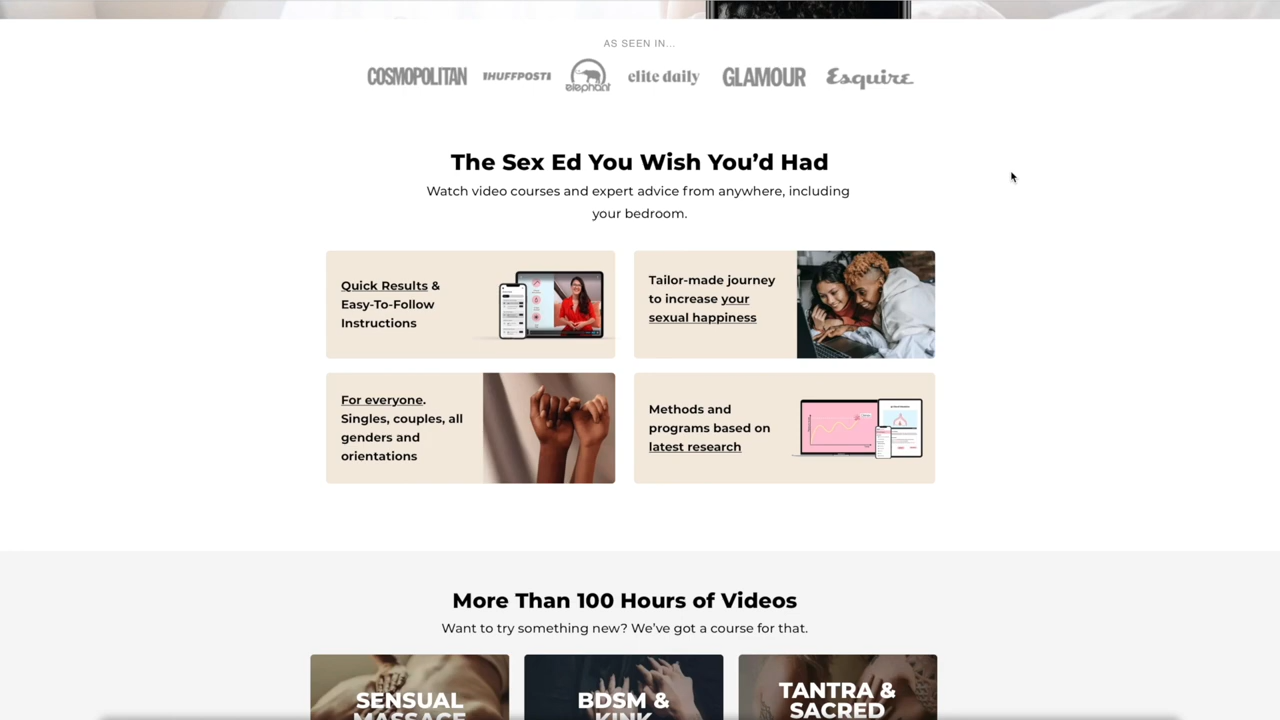 AS SEEN IN...
COSMOPOLITAN
HUFFPOST
elephant
elite daily
GLAMOUR
Esquire
The Sex Ed You Wish You’d Had
Watch video courses and expert advice from anywhere, including
your bedroom.
Quick Results &
Easy-To-Follow
Instructions
Tailor-made journey
to increase your
sexual happiness
For everyone.
Singles, couples, all
genders and
orientations
Methods and
programs based on
latest research
More Than 100 Hours of Videos
Want to try something new? We’ve got a course for that.
SENSUAL
MASSAGE
BDSM &
KINK
TANTRA &
SACRED